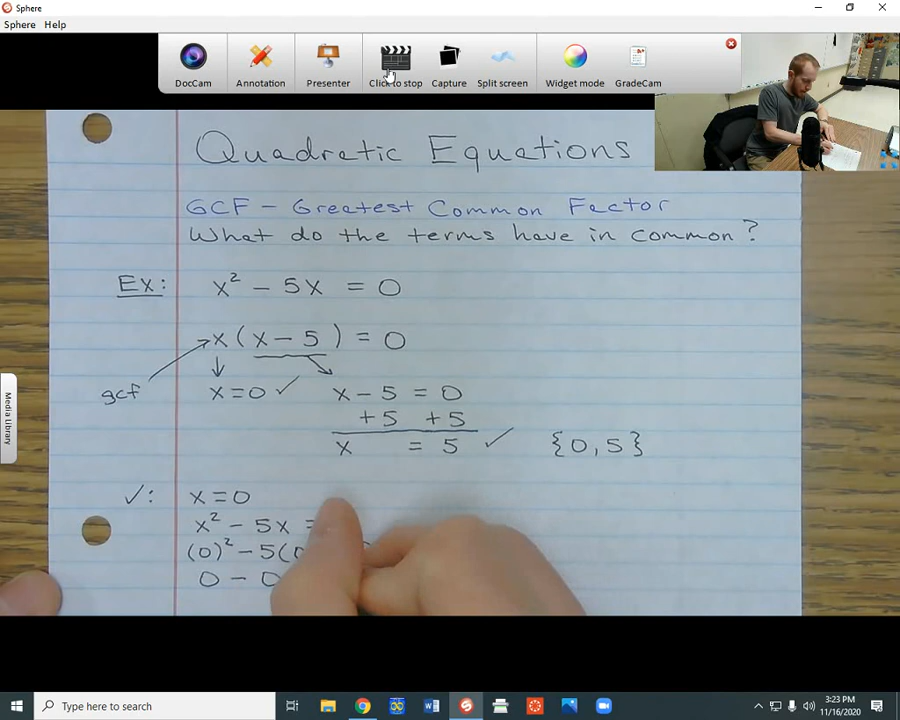 Sphere
Sphere Help
DocCam Annotation Presenter Click to stop Capture Split screen Widget mode GradeCam
Quadratic Equations
GCF - Greatest Common Factor
What do the terms have in common?
Ex: x² - 5x = 0
x(x - 5) = 0
gcf
x = 0 ✓ x - 5 = 0
+5 +5
x = 5 ✓ {0, 5}
✓: x = 0
x² - 5x =
(0)² - 5(0
0 - 0
Media Library
Type here to search
3:23 PM
11/16/2020